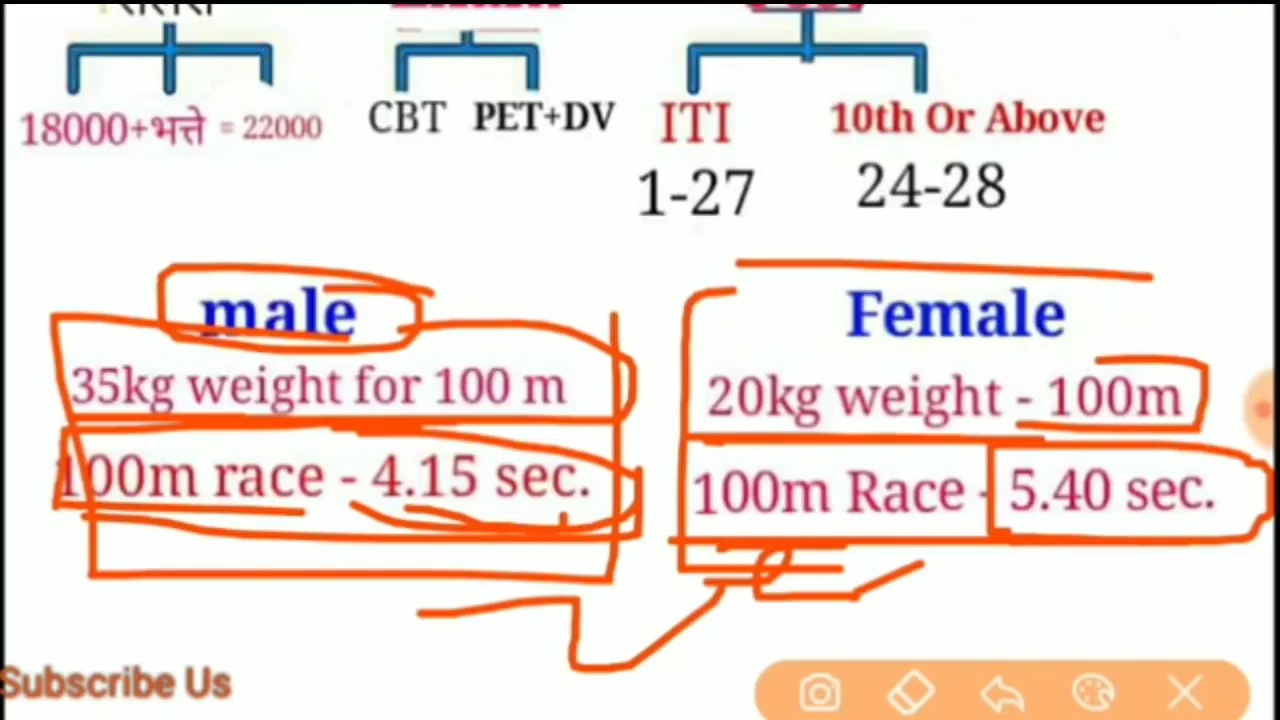 18000+भत्ते = 22000
CBT PET+DV
ITI
10th Or Above
1-27
24-28
male
35kg weight for 100 m
100m race - 4.15 sec.
Female
20kg weight - 100m
100m Race - 5.40 sec.
Subscribe Us